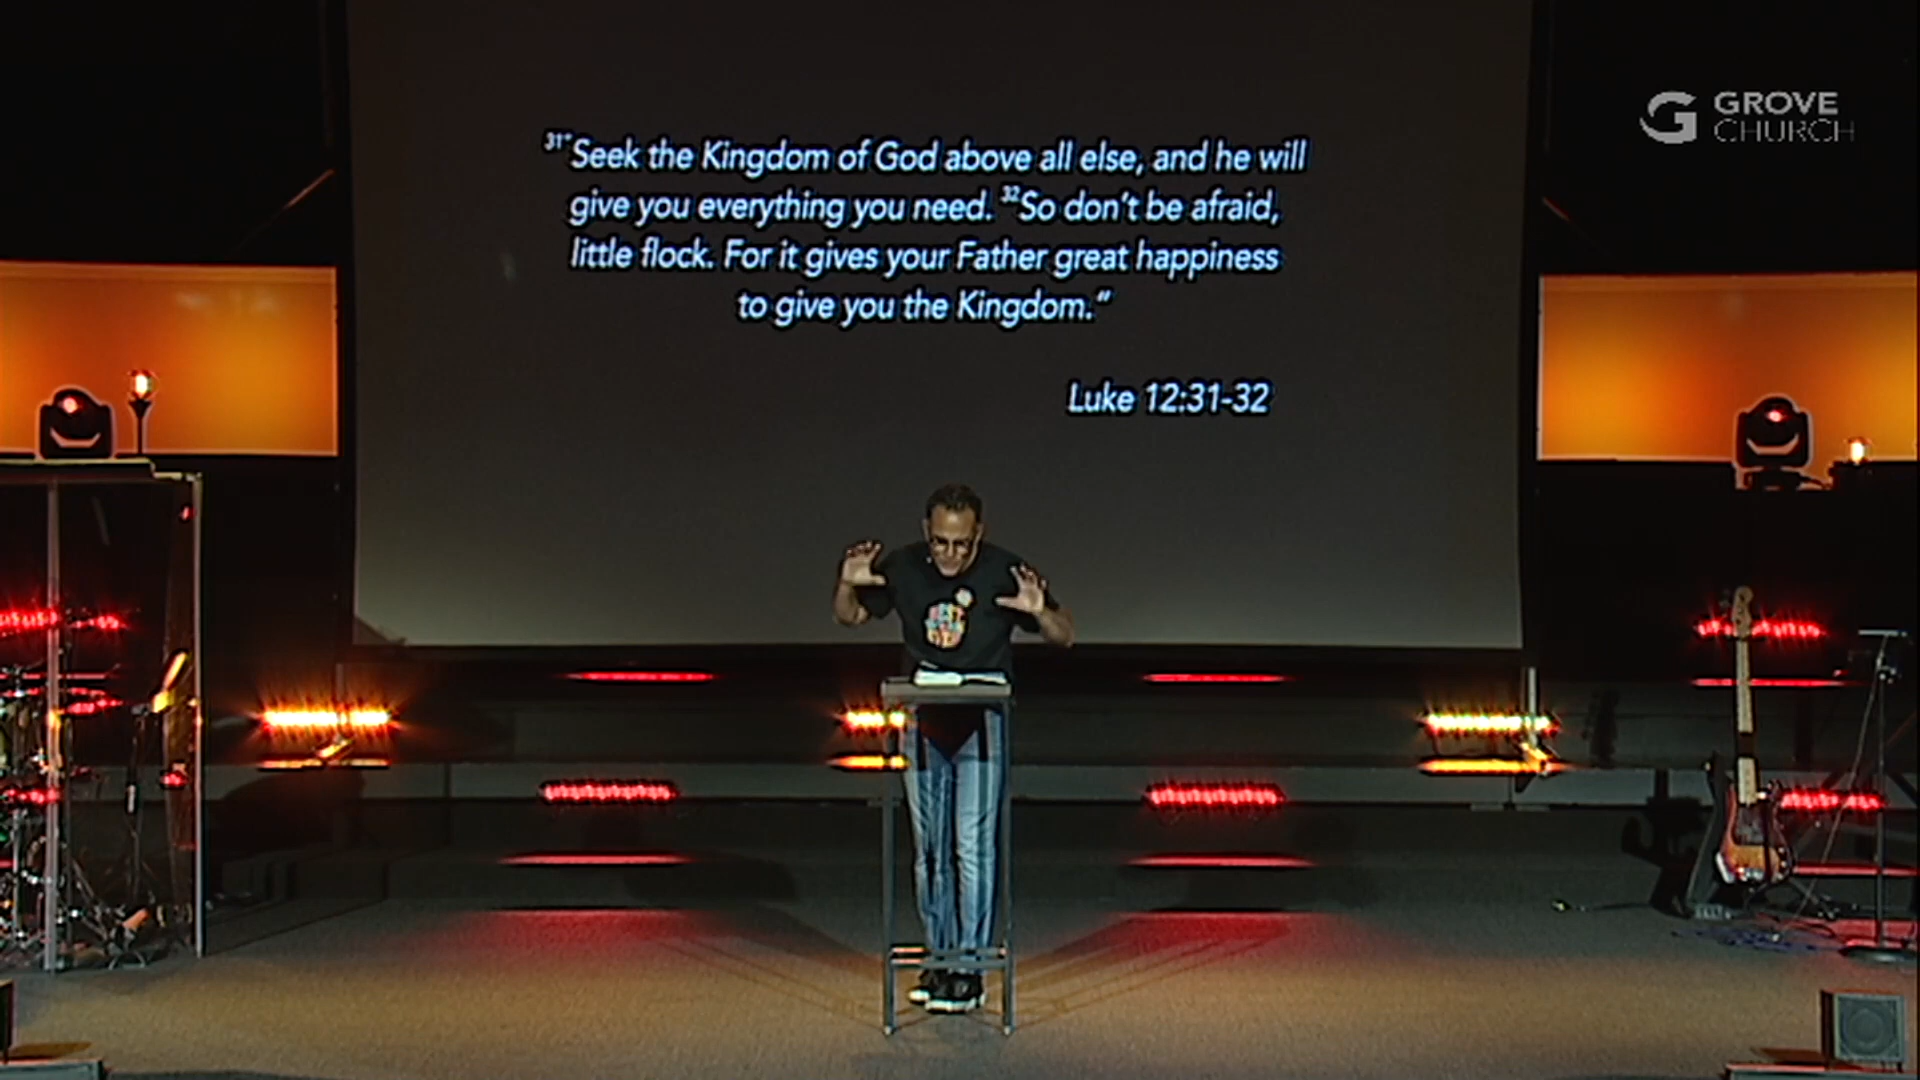 31"Seek the Kingdom of God above all else, and he will
give you everything you need. 32So don't be afraid,
little flock. For it gives your Father great happiness
to give you the Kingdom."
Luke 12:31-32
GROVE
CHURCH